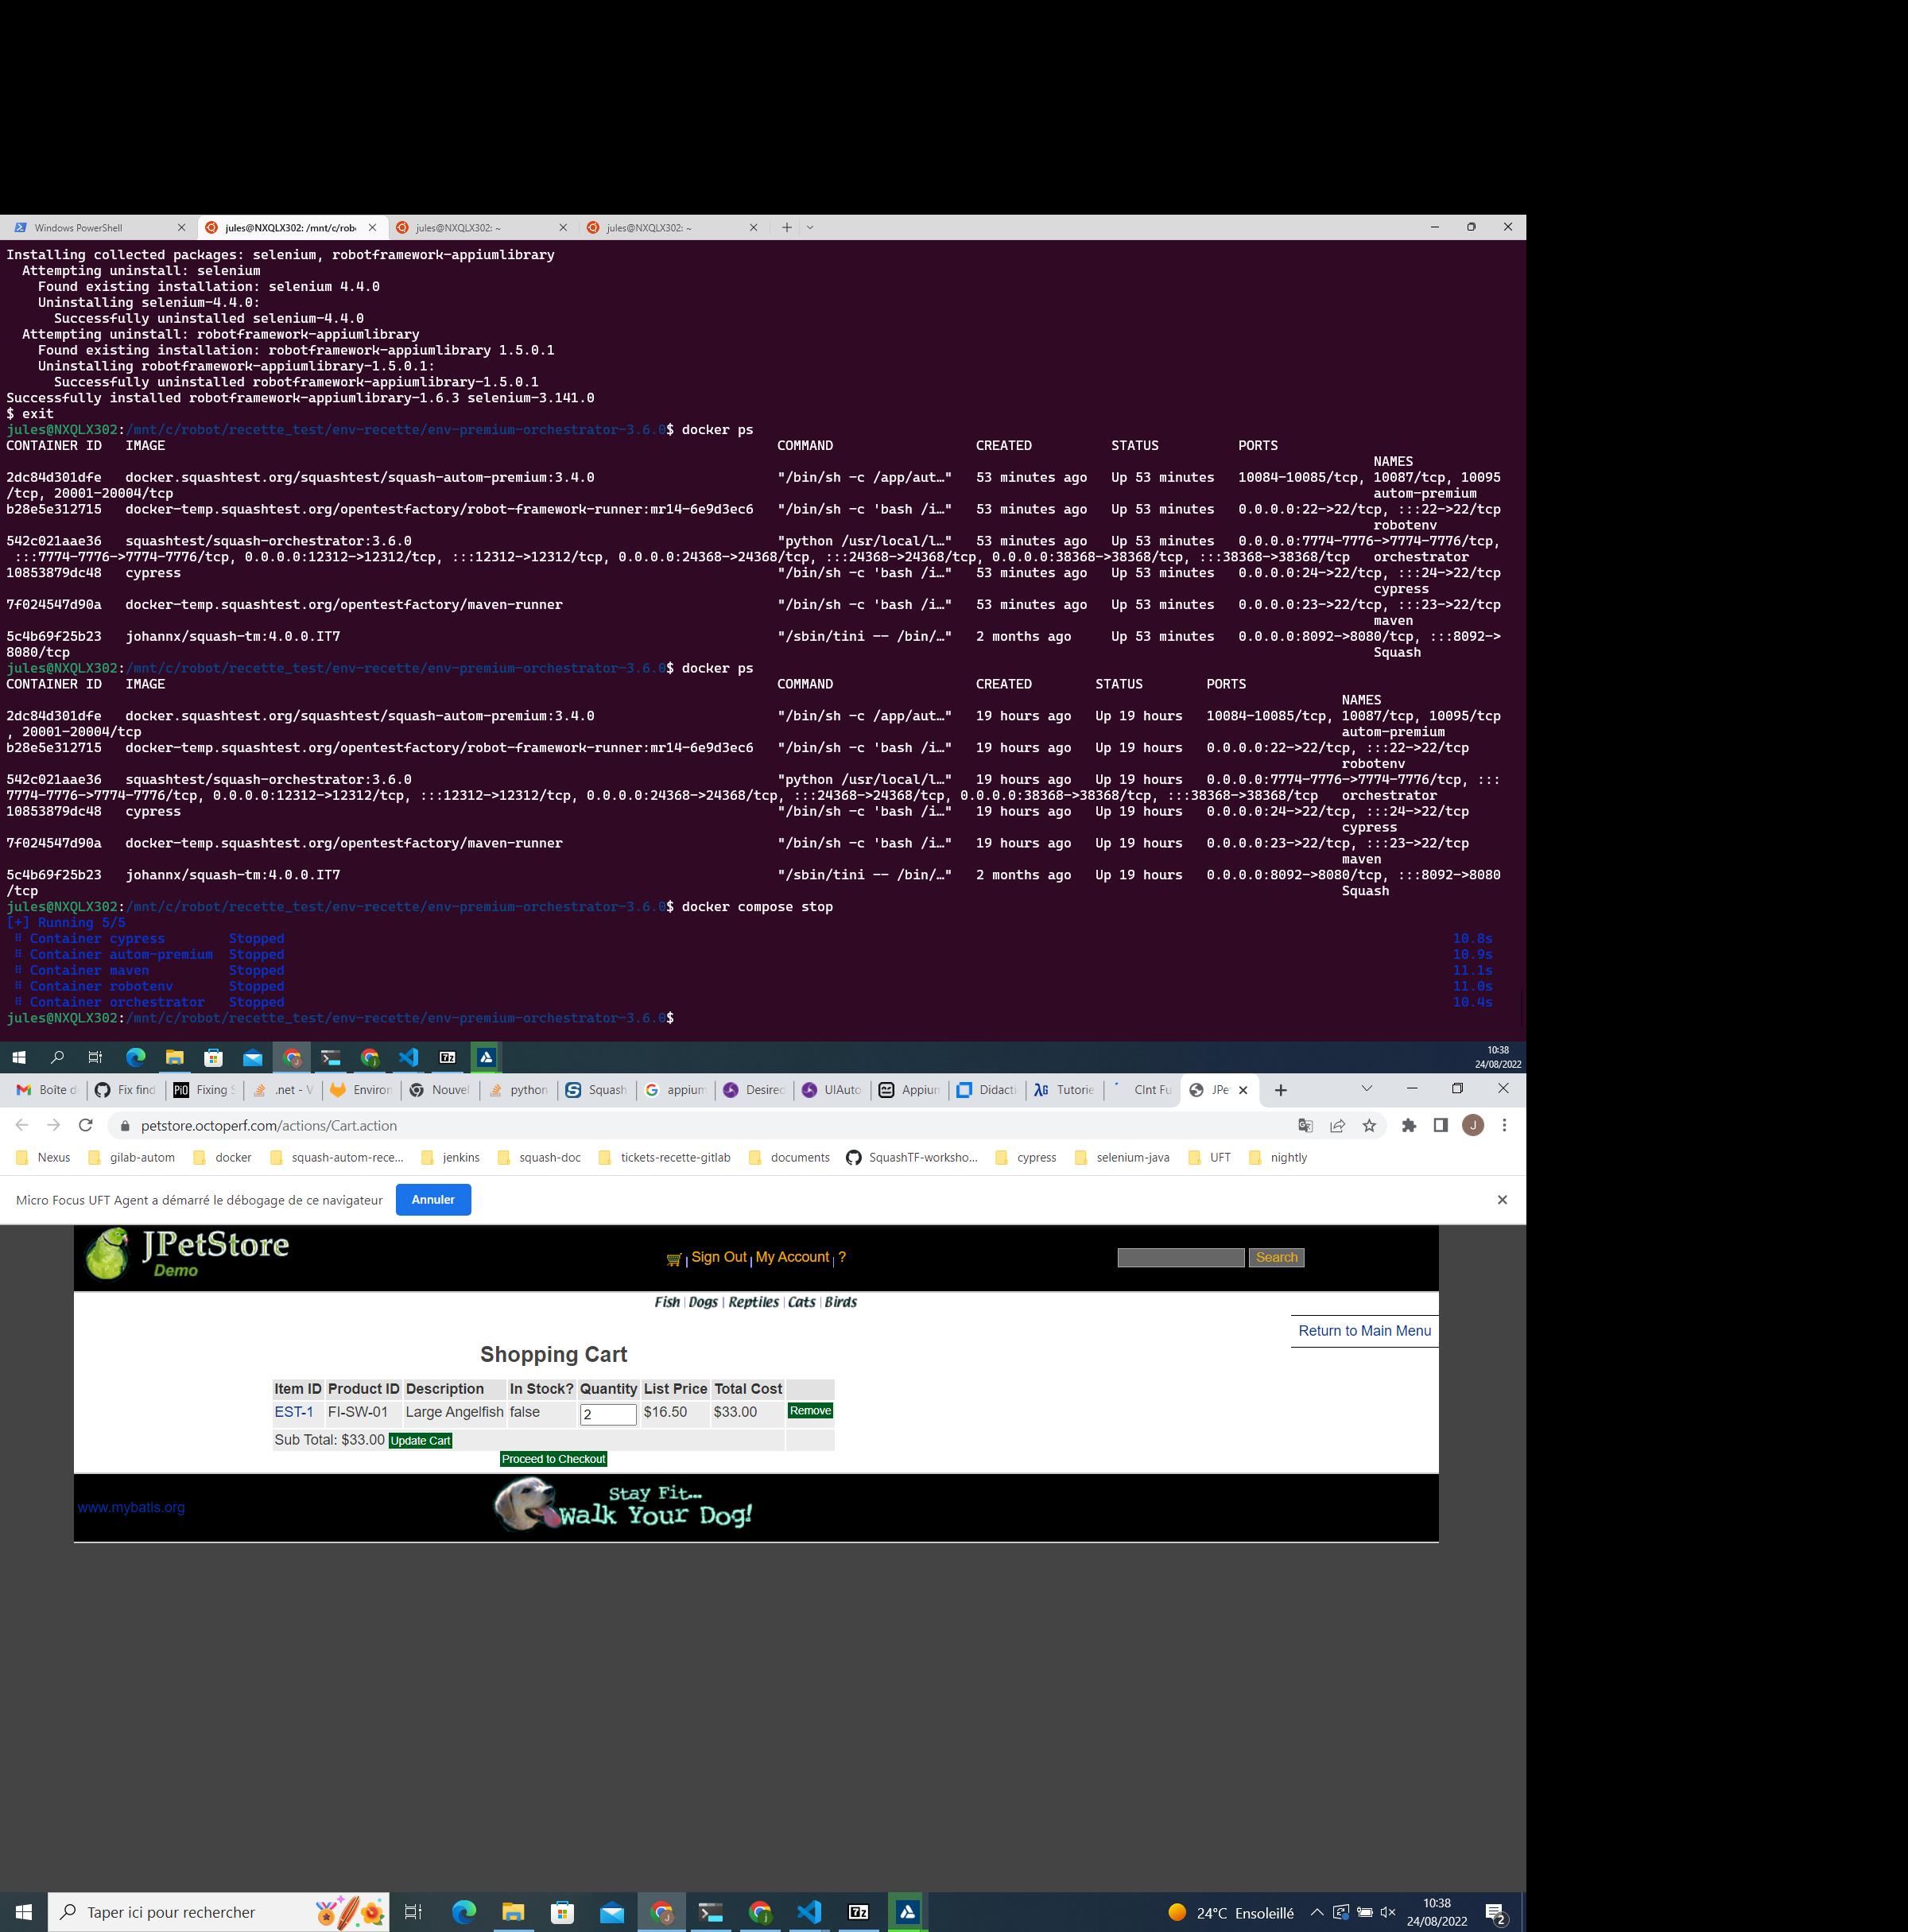 Windows PowerShell
jules@NXQLX302: /mnt/c/rob
jules@NXQLX302: ~
jules@NXQLX302: ~
Installing collected packages: selenium, robotframework-appiumlibrary
Attempting uninstall: selenium
Found existing installation: selenium 4.4.0
Uninstalling selenium-4.4.0:
Successfully uninstalled selenium-4.4.0
Attempting uninstall: robotframework-appiumlibrary
Found existing installation: robotframework-appiumlibrary 1.5.0.1
Uninstalling robotframework-appiumlibrary-1.5.0.1:
Successfully uninstalled robotframework-appiumlibrary-1.5.0.1
Successfully installed robotframework-appiumlibrary-1.6.3 selenium-3.141.0
$ exit
jules@NXQLX302:/mnt/c/robot/recette_test/env-recette/env-premium-orchestrator-3.6.0$ docker ps
CONTAINER ID IMAGE COMMAND CREATED STATUS PORTS
NAMES
2dc84d301dfe docker.squashtest.org/squashtest/squash-autom-premium:3.4.0 "/bin/sh -c /app/aut…" 53 minutes ago Up 53 minutes 10084-10085/tcp, 10087/tcp, 10095
/tcp, 20001-20004/tcp autom-premium
b28e5e312715 docker-temp.squashtest.org/opentestfactory/robot-framework-runner:mr14-6e9d3ec6 "/bin/sh -c 'bash /i…" 53 minutes ago Up 53 minutes 0.0.0.0:22->22/tcp, :::22->22/tcp
robotenv
542c021aae36 squashtest/squash-orchestrator:3.6.0 "python /usr/local/l…" 53 minutes ago Up 53 minutes 0.0.0.0:7774-7776->7774-7776/tcp,
:::7774-7776->7774-7776/tcp, 0.0.0.0:12312->12312/tcp, :::12312->12312/tcp, 0.0.0.0:24368->24368/tcp, :::24368->24368/tcp, 0.0.0.0:38368->38368/tcp, :::38368->38368/tcp orchestrator
10853879dc48 cypress "/bin/sh -c 'bash /i…" 53 minutes ago Up 53 minutes 0.0.0.0:24->22/tcp, :::24->22/tcp
cypress
7f024547d90a docker-temp.squashtest.org/opentestfactory/maven-runner "/bin/sh -c 'bash /i…" 53 minutes ago Up 53 minutes 0.0.0.0:23->22/tcp, :::23->22/tcp
maven
5c4b69f25b23 johannx/squash-tm:4.0.0.IT7 "/sbin/tini -- /bin/…" 2 months ago Up 53 minutes 0.0.0.0:8092->8080/tcp, :::8092->
8080/tcp Squash
jules@NXQLX302:/mnt/c/robot/recette_test/env-recette/env-premium-orchestrator-3.6.0$ docker ps
CONTAINER ID IMAGE COMMAND CREATED STATUS PORTS
NAMES
2dc84d301dfe docker.squashtest.org/squashtest/squash-autom-premium:3.4.0 "/bin/sh -c /app/aut…" 19 hours ago Up 19 hours 10084-10085/tcp, 10087/tcp, 10095/tcp
, 20001-20004/tcp autom-premium
b28e5e312715 docker-temp.squashtest.org/opentestfactory/robot-framework-runner:mr14-6e9d3ec6 "/bin/sh -c 'bash /i…" 19 hours ago Up 19 hours 0.0.0.0:22->22/tcp, :::22->22/tcp
robotenv
542c021aae36 squashtest/squash-orchestrator:3.6.0 "python /usr/local/l…" 19 hours ago Up 19 hours 0.0.0.0:7774-7776->7774-7776/tcp, :::
7774-7776->7774-7776/tcp, 0.0.0.0:12312->12312/tcp, :::12312->12312/tcp, 0.0.0.0:24368->24368/tcp, :::24368->24368/tcp, 0.0.0.0:38368->38368/tcp, :::38368->38368/tcp orchestrator
10853879dc48 cypress "/bin/sh -c 'bash /i…" 19 hours ago Up 19 hours 0.0.0.0:24->22/tcp, :::24->22/tcp
cypress
7f024547d90a docker-temp.squashtest.org/opentestfactory/maven-runner "/bin/sh -c 'bash /i…" 19 hours ago Up 19 hours 0.0.0.0:23->22/tcp, :::23->22/tcp
maven
5c4b69f25b23 johannx/squash-tm:4.0.0.IT7 "/sbin/tini -- /bin/…" 2 months ago Up 19 hours 0.0.0.0:8092->8080/tcp, :::8092->8080
/tcp Squash
jules@NXQLX302:/mnt/c/robot/recette_test/env-recette/env-premium-orchestrator-3.6.0$ docker compose stop
[+] Running 5/5
⠿ Container cypress Stopped 10.8s
⠿ Container autom-premium Stopped 10.9s
⠿ Container maven Stopped 11.1s
⠿ Container robotenv Stopped 11.0s
⠿ Container orchestrator Stopped 10.4s
jules@NXQLX302:/mnt/c/robot/recette_test/env-recette/env-premium-orchestrator-3.6.0$
10:38
24/08/2022
Boîte d Fix find PiO Fixing S .net - V Environ Nouvel python Squash appium Desired UIAuto Appium Didacti Tutorie Clnt Fu JPe
petstore.octoperf.com/actions/Cart.action J
Nexus gilab-autom docker squash-autom-rece... jenkins squash-doc tickets-recette-gitlab documents SquashTF-worksho... cypress selenium-java UFT nightly
Micro Focus UFT Agent a démarré le débogage de ce navigateur Annuler
JPetStore
Demo
Sign Out | My Account | ?
Search
Fish | Dogs | Reptiles | Cats | Birds
Return to Main Menu
Shopping Cart
Item ID Product ID Description In Stock? Quantity List Price Total Cost
EST-1 FI-SW-01 Large Angelfish false 2 $16.50 $33.00 Remove
Sub Total: $33.00 Update Cart
Proceed to Checkout
www.mybatis.org
Stay Fit...
Walk Your Dog!
Taper ici pour rechercher
24°C Ensoleillé
10:38
24/08/2022
2